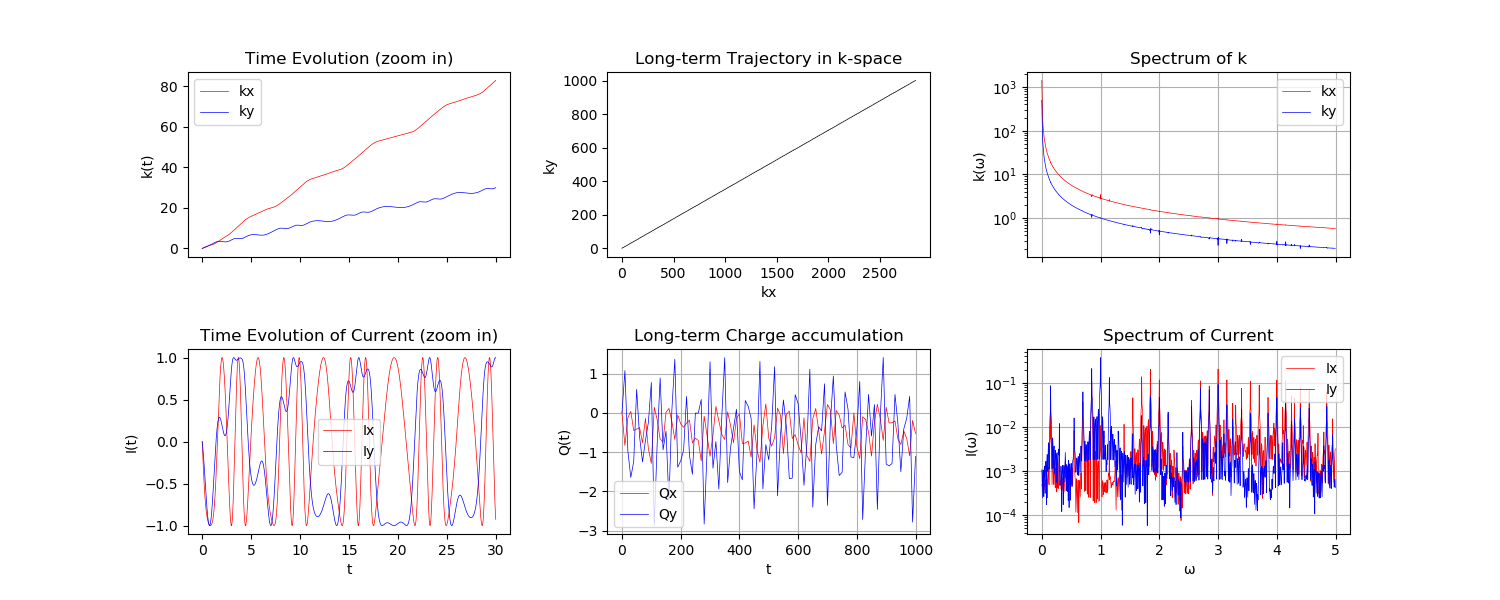 Time Evolution (zoom in)
k(t)
80
60
40
20
0
kx
ky
Long-term Trajectory in k-space
ky
1000
800
600
400
200
0
0 500 1000 1500 2000 2500
kx
Spectrum of k
k(ω)
10³
10²
10¹
10⁰
kx
ky
Time Evolution of Current (zoom in)
I(t)
1.0
0.5
0.0
−0.5
−1.0
Ix
Iy
0 5 10 15 20 25 30
t
Long-term Charge accumulation
Q(t)
1
0
−1
−2
−3
Qx
Qy
0 200 400 600 800 1000
t
Spectrum of Current
I(ω)
10⁻¹
10⁻²
10⁻³
10⁻⁴
Ix
Iy
0 1 2 3 4 5
ω